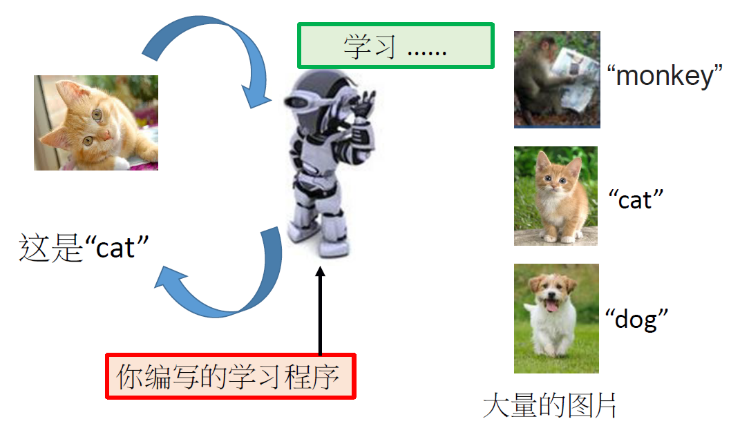 学习 ......
“monkey”
“cat”
这是“cat”
“dog”
你编写的学习程序
大量的图片